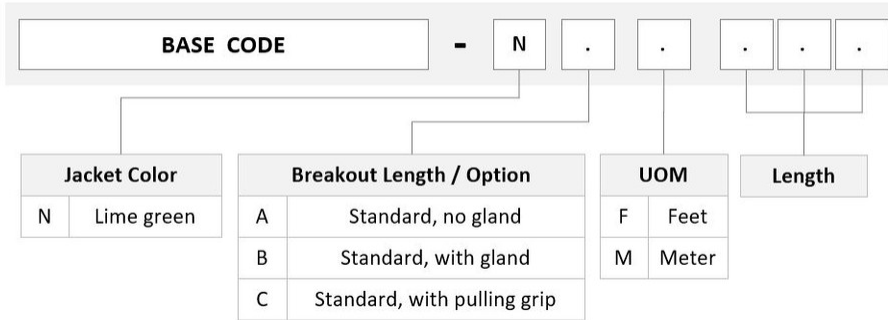 BASE CODE - N . . . . .
Jacket Color
N Lime green
Breakout Length / Option
A Standard, no gland
B Standard, with gland
C Standard, with pulling grip
UOM
F Feet
M Meter
Length